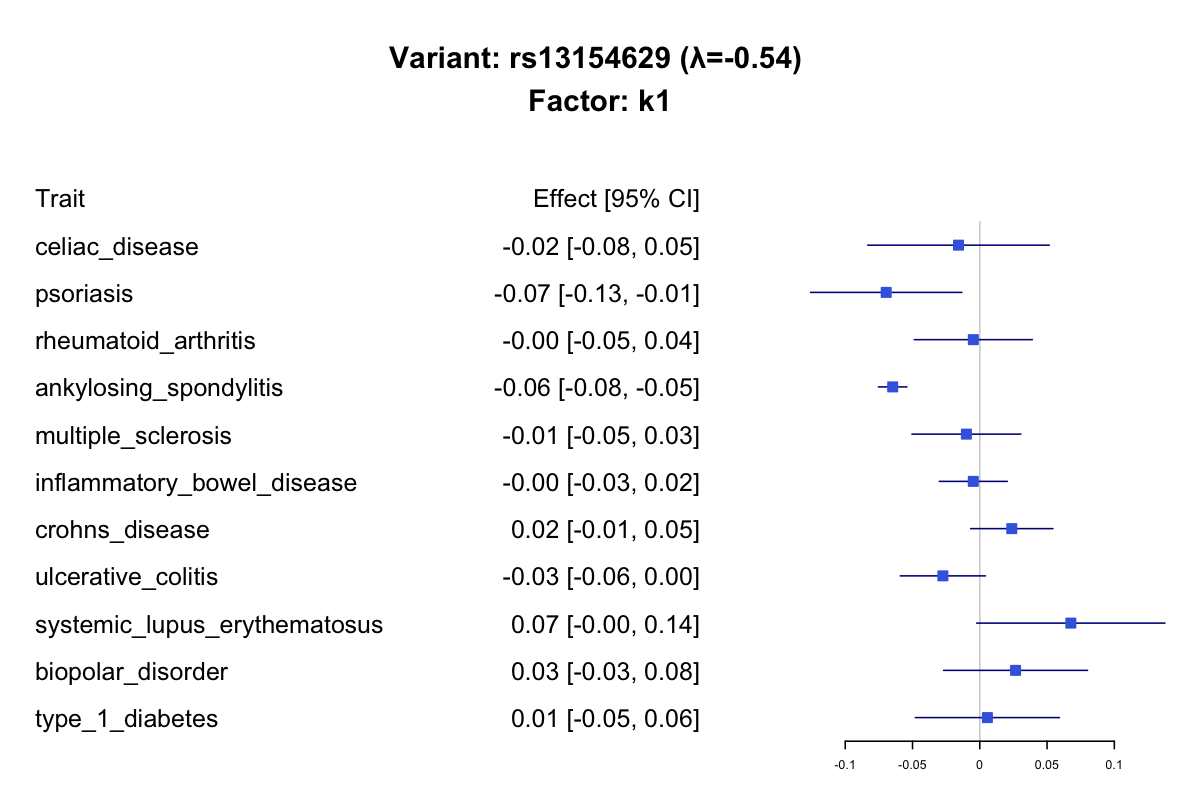 Variant: rs13154629 (λ=-0.54)
Factor: k1
Trait Effect [95% CI]
celiac_disease -0.02 [-0.08, 0.05]
psoriasis -0.07 [-0.13, -0.01]
rheumatoid_arthritis -0.00 [-0.05, 0.04]
ankylosing_spondylitis -0.06 [-0.08, -0.05]
multiple_sclerosis -0.01 [-0.05, 0.03]
inflammatory_bowel_disease -0.00 [-0.03, 0.02]
crohns_disease 0.02 [-0.01, 0.05]
ulcerative_colitis -0.03 [-0.06, 0.00]
systemic_lupus_erythematosus 0.07 [-0.00, 0.14]
biopolar_disorder 0.03 [-0.03, 0.08]
type_1_diabetes 0.01 [-0.05, 0.06]
-0.1 -0.05 0 0.05 0.1